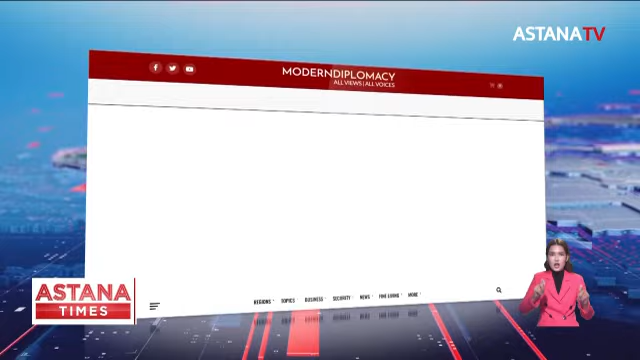 ASTANATV
MODERNDIPLOMACY
ALL VIEWS | ALL VOICES
REGIONS TOPICS BUSINESS SECURITY NEWS FINE LIVING MORE
ASTANA
TIMES